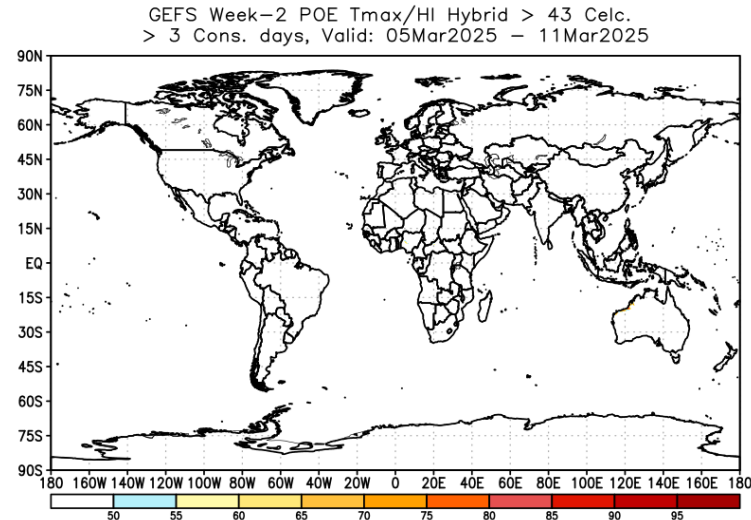 GEFS Week-2 POE Tmax/HI Hybrid > 43 Celc.
> 3 Cons. days, Valid: 05Mar2025 - 11Mar2025
90N
75N
60N
45N
30N
15N
EQ
15S
30S
45S
60S
75S
90S
180 160W 140W 120W 100W 80W 60W 40W 20W 0 20E 40E 60E 80E 100E 120E 140E 160E 180
50 55 60 65 70 75 80 85 90 95